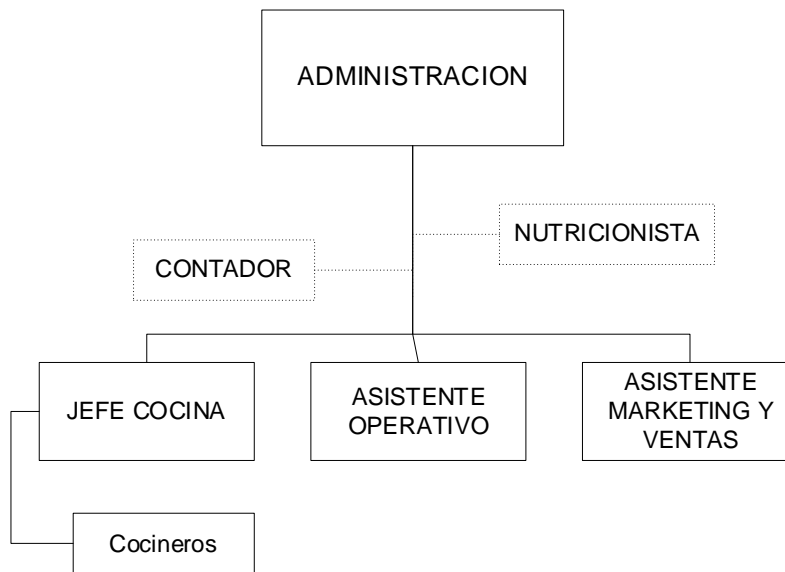 ADMINISTRACION
NUTRICIONISTA
CONTADOR
JEFE COCINA
ASISTENTE
OPERATIVO
ASISTENTE
MARKETING Y
VENTAS
Cocineros